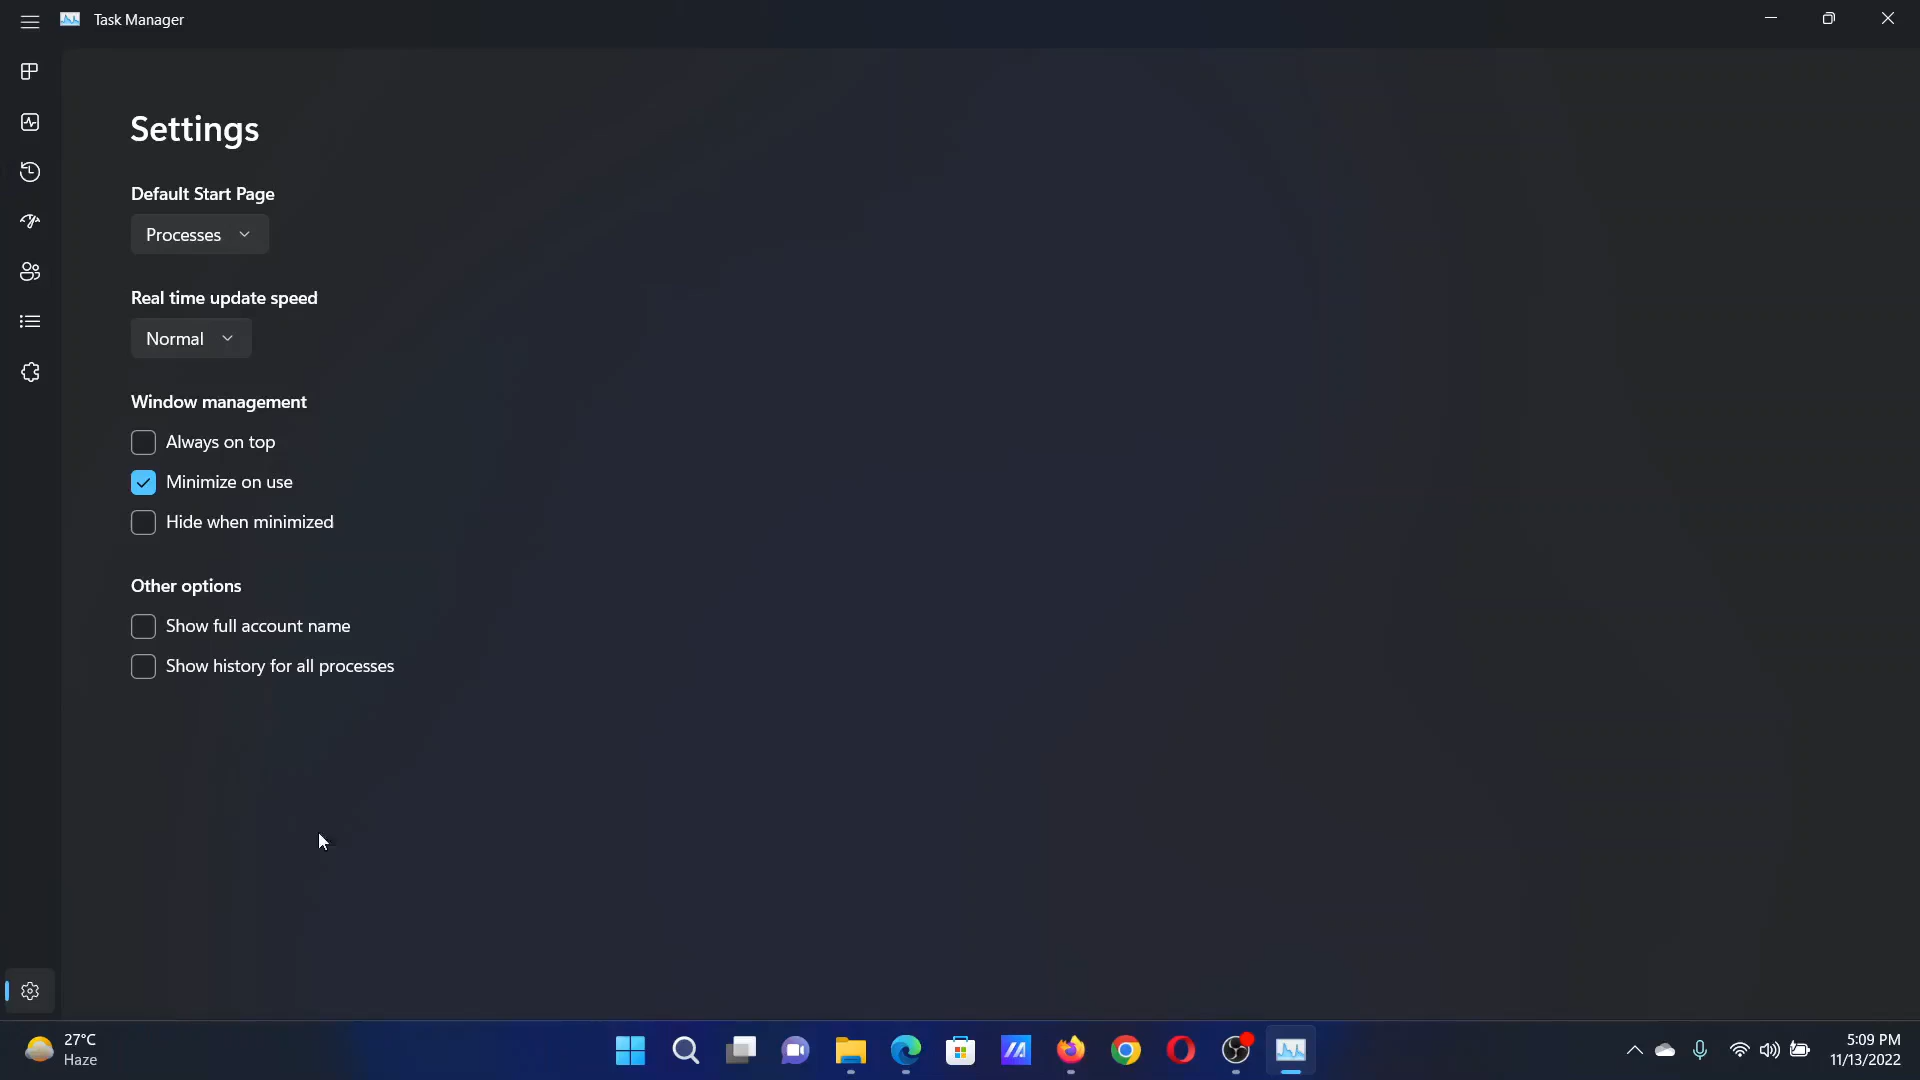 Task Manager
Settings
Default Start Page
Processes
Real time update speed
Normal
Window management
Always on top
Minimize on use
Hide when minimized
Other options
Show full account name
Show history for all processes
27°C
Haze
5:09 PM
11/13/2022